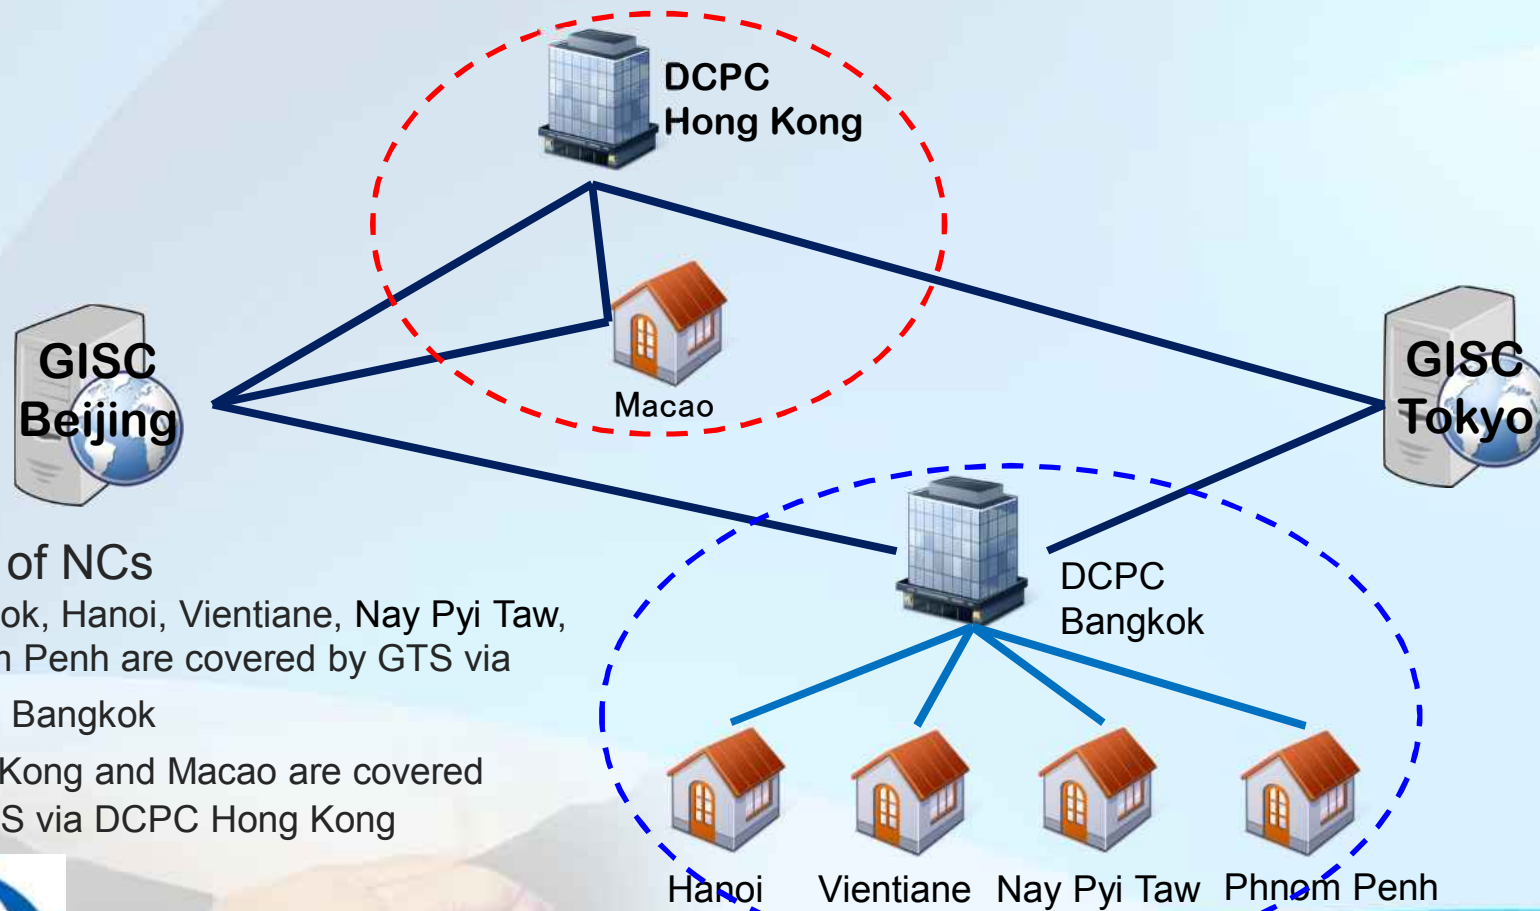 DCPC
Hong Kong
Macao
GISC
Beijing
GISC
Tokyo
DCPC
Bangkok
of NCs
ok, Hanoi, Vientiane, Nay Pyi Taw,
Penh are covered by GTS via
Bangkok
Kong and Macao are covered
S via DCPC Hong Kong
Hanoi Vientiane Nay Pyi Taw Phnom Penh